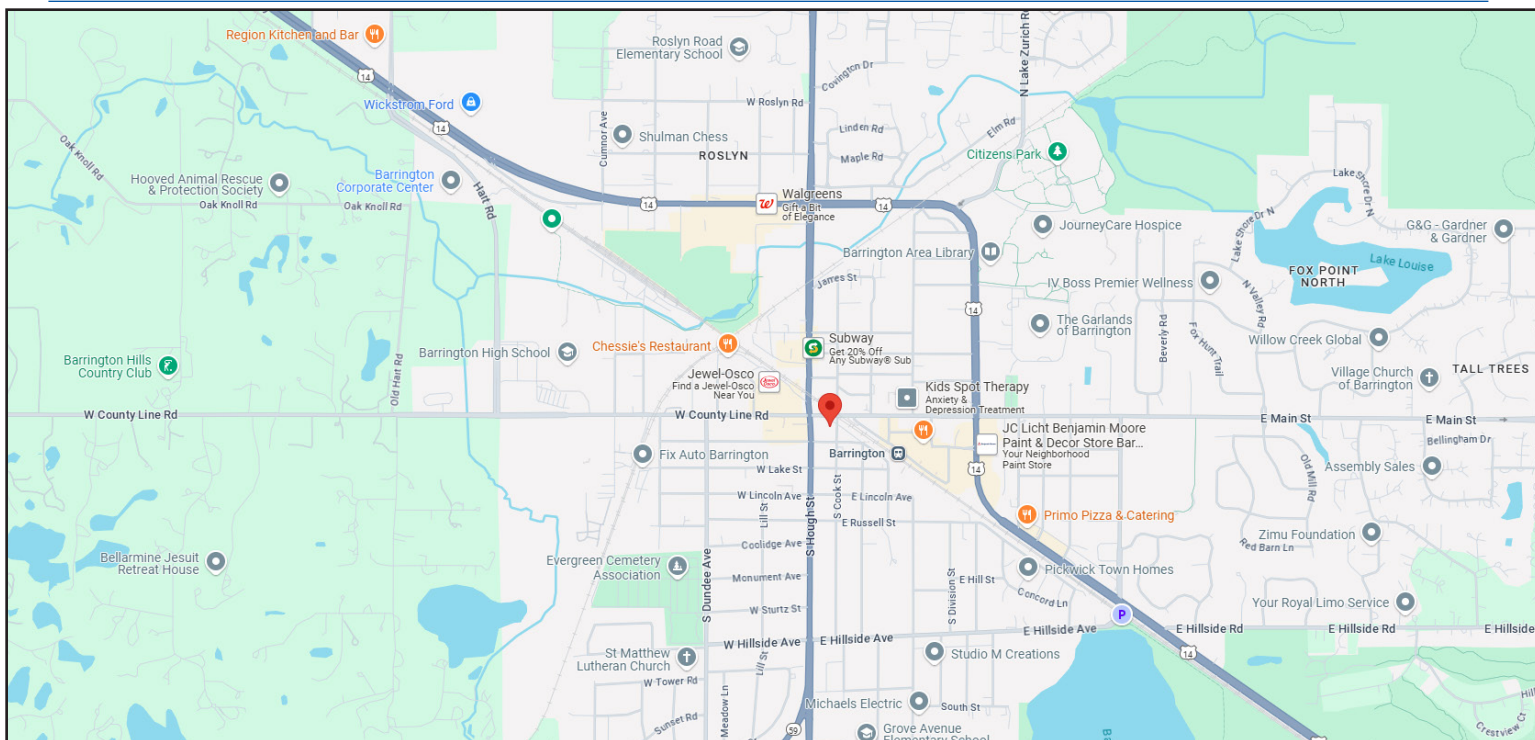 Region Kitchen and Bar
14
Roslyn Road
Elementary School
Covington Dr
N Lake Zurich Rd
Wickstrom Ford
14
W Roslyn Rd
Cumnor Ave
Shulman Chess
Linden Rd
Elm Rd
ROSLYN
Maple Rd
Citizens Park
Oak Knoll Rd
Hooved Animal Rescue
& Protection Society
Barrington
Corporate Center
Hart Rd
Lake Shore Dr N
Lake Shore Dr N
Oak Knoll Rd
Oak Knoll Rd
14
Walgreens
Gift a Bit
of Elegance
14
JourneyCare Hospice
G&G - Gardner
& Gardner
Barrington Area Library
Lake Louise
FOX POINT
NORTH
James St
IV Boss Premier Wellness
N Valley Rd
14
The Garlands
of Barrington
Beverly Rd
Fox Hunt Trail
Willow Creek Global
Chessie's Restaurant
Subway
Get 20% Off
Any Subway® Sub
Barrington High School
Barrington Hills
Country Club
Old Hart Rd
Jewel-Osco
Find a Jewel-Osco
Near You
Kids Spot Therapy
Anxiety &
Depression Treatment
Village Church
of Barrington
TALL TREES
W County Line Rd
W County Line Rd
E Main St
E Main St
JC Licht Benjamin Moore
Paint & Decor Store Bar...
Your Neighborhood
Paint Store
Bellingham Dr
Fix Auto Barrington
Barrington
W Lake St
14
Old Mill Rd
Assembly Sales
S Cook St
W Lincoln Ave
E Lincoln Ave
Lill St
S Hough St
E Russell St
Primo Pizza & Catering
Zimu Foundation
Red Barn Ln
Coolidge Ave
Bellarmine Jesuit
Retreat House
Evergreen Cemetery
Association
S Dundee Ave
Monument Ave
Pickwick Town Homes
E Hill St
S Division St
Concord Ln
Your Royal Limo Service
W Sturtz St
P
W Hillside Ave
E Hillside Ave
E Hillside Ave
E Hillside Rd
E Hillside Rd
E Hillside
St Matthew
Lutheran Church
Lill St
Studio M Creations
14
W Tower Rd
Meadow Ln
Michaels Electric
South St
Sunset Rd
59
Grove Avenue
Elementary School
Crestview Ct